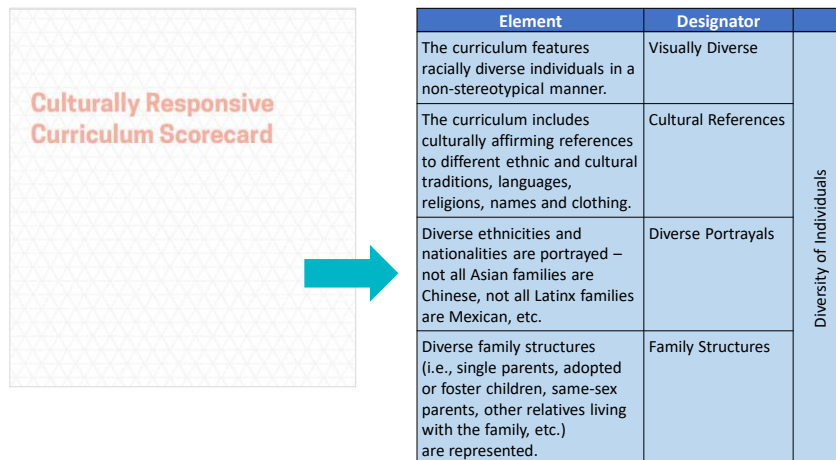 Culturally Responsive
Curriculum Scorecard
Element
Designator
The curriculum features
racially diverse individuals in a
non-stereotypical manner.
Visually Diverse
The curriculum includes
culturally affirming references
to different ethnic and cultural
traditions, languages,
religions, names and clothing.
Cultural References
Diverse ethnicities and
nationalities are portrayed –
not all Asian families are
Chinese, not all Latinx families
are Mexican, etc.
Diverse Portrayals
Diverse family structures
(i.e., single parents, adopted
or foster children, same-sex
parents, other relatives living
with the family, etc.)
are represented.
Family Structures
Diversity of Individuals